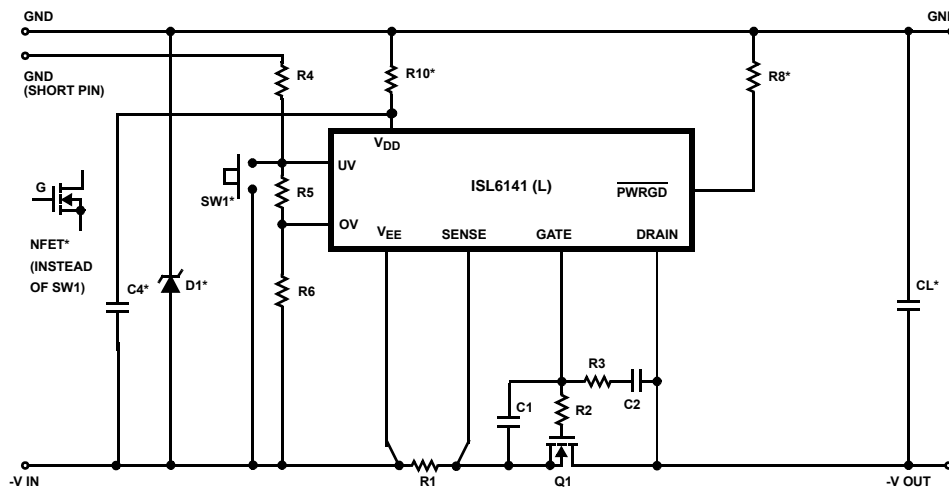 GND
GND
GND
(SHORT PIN)
R4
R10*
R8*
VDD
UV
ISL6141 (L)
PWRGD
G
SW1*
R5
OV
VEE
SENSE
GATE
DRAIN
NFET*
(INSTEAD
OF SW1)
C4*
D1*
R6
CL*
R3
C1
R2
C2
-V IN
R1
Q1
-V OUT